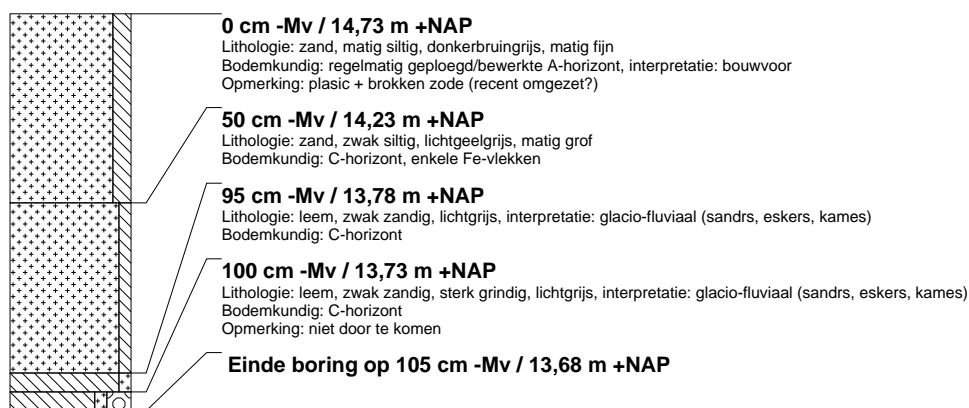 0 cm -Mv / 14,73 m +NAP
Lithologie: zand, matig siltig, donkerbruingrijs, matig fijn
Bodemkundig: regelmatig geploegd/bewerkte A-horizont, interpretatie: bouwvoor
Opmerking: plasic + brokken zode (recent omgezet?)
50 cm -Mv / 14,23 m +NAP
Lithologie: zand, zwak siltig, lichtgeelgrijs, matig grof
Bodemkundig: C-horizont, enkele Fe-vlekken
95 cm -Mv / 13,78 m +NAP
Lithologie: leem, zwak zandig, lichtgrijs, interpretatie: glacio-fluviaal (sandrs, eskers, kames)
Bodemkundig: C-horizont
100 cm -Mv / 13,73 m +NAP
Lithologie: leem, zwak zandig, sterk grindig, lichtgrijs, interpretatie: glacio-fluviaal (sandrs, eskers, kames)
Bodemkundig: C-horizont
Opmerking: niet door te komen
Einde boring op 105 cm -Mv / 13,68 m +NAP